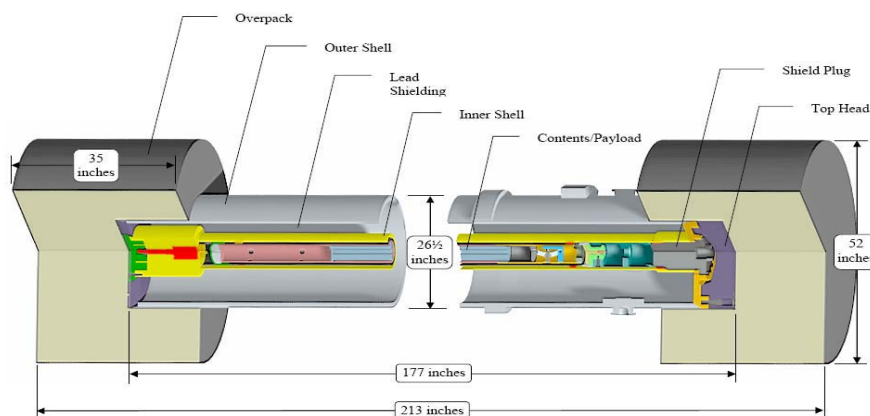 Overpack
Outer Shell
Lead
Shielding
Inner Shell
Contents/Payload
Shield Plug
Top Head
35
inches
26½
inches
52
inches
177 inches
213 inches